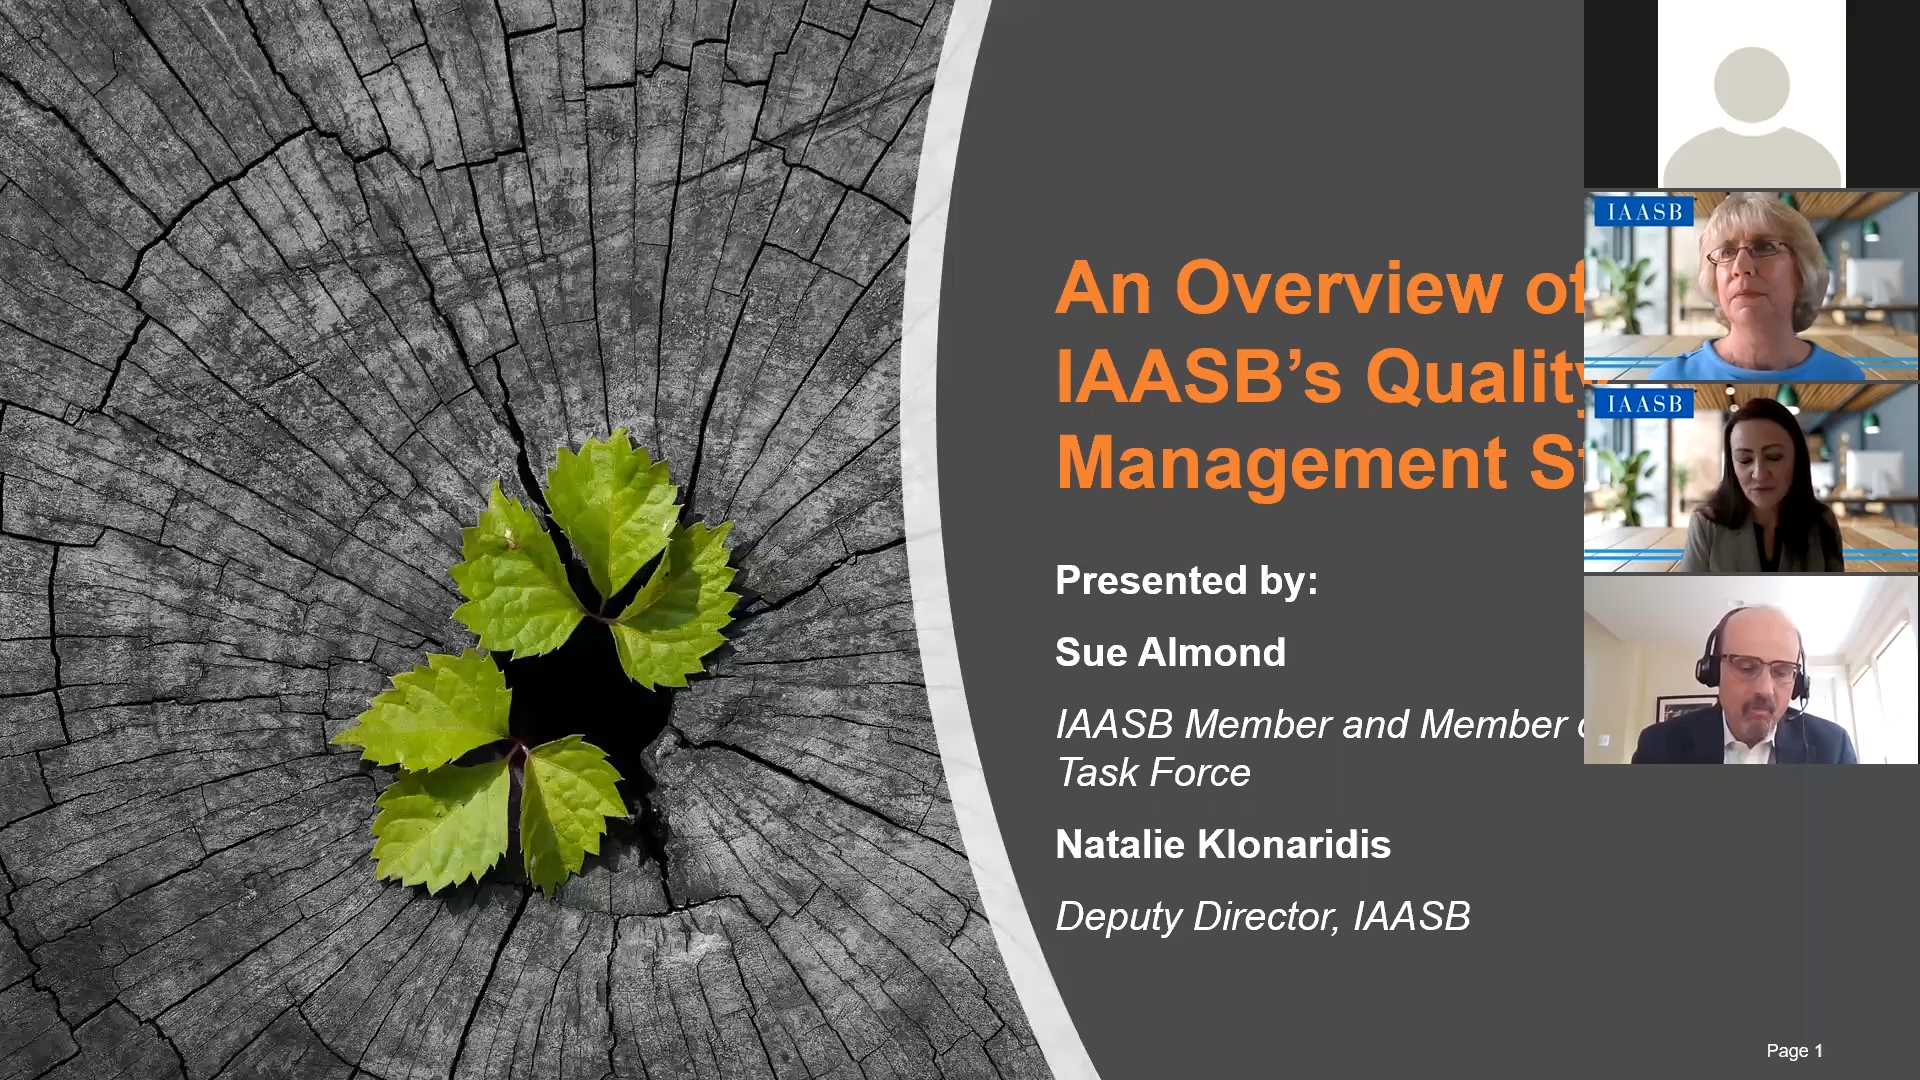 An Overview of
IAASB's Quality
Management
Presented by:
Sue Almond
IAASB Member and Member
Task Force
Natalie Klonaridis
Deputy Director, IAASB
Page 1
IAASB
IAASB